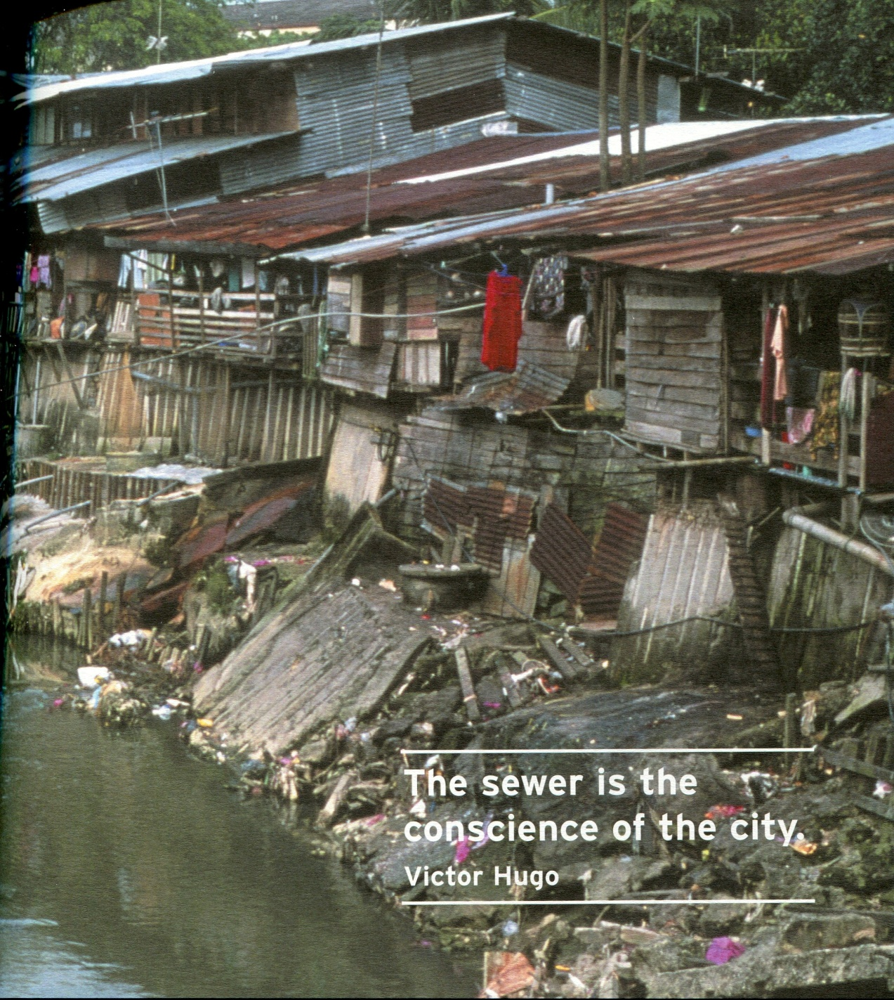 The sewer is the
conscience of the city.
Victor Hugo